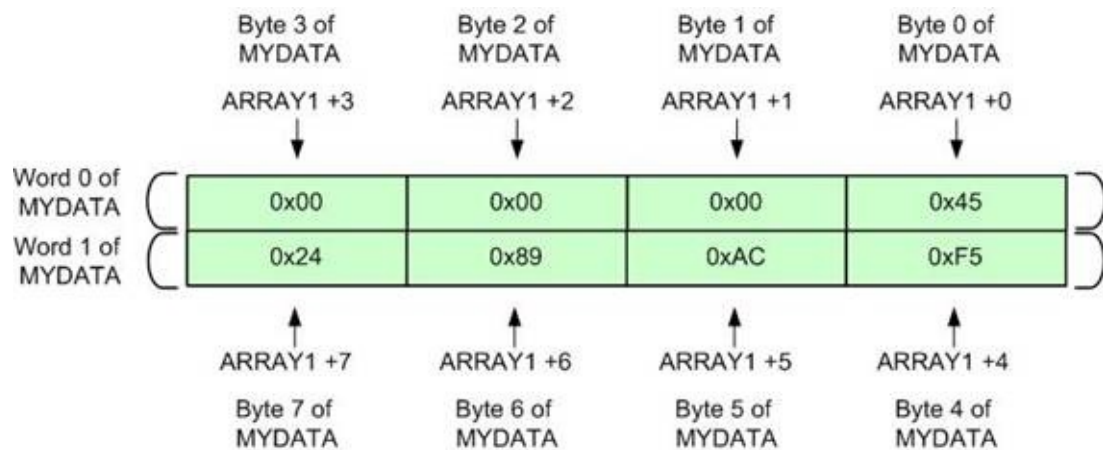 Byte 3 of Byte 2 of Byte 1 of Byte 0 of
MYDATA MYDATA MYDATA MYDATA
ARRAY1 +3 ARRAY1 +2 ARRAY1 +1 ARRAY1 +0
Word 0 of
MYDATA
0x00 0x00 0x00 0x45
Word 1 of
MYDATA
0x24 0x89 0xAC 0xF5
ARRAY1 +7 ARRAY1 +6 ARRAY1 +5 ARRAY1 +4
Byte 7 of Byte 6 of Byte 5 of Byte 4 of
MYDATA MYDATA MYDATA MYDATA